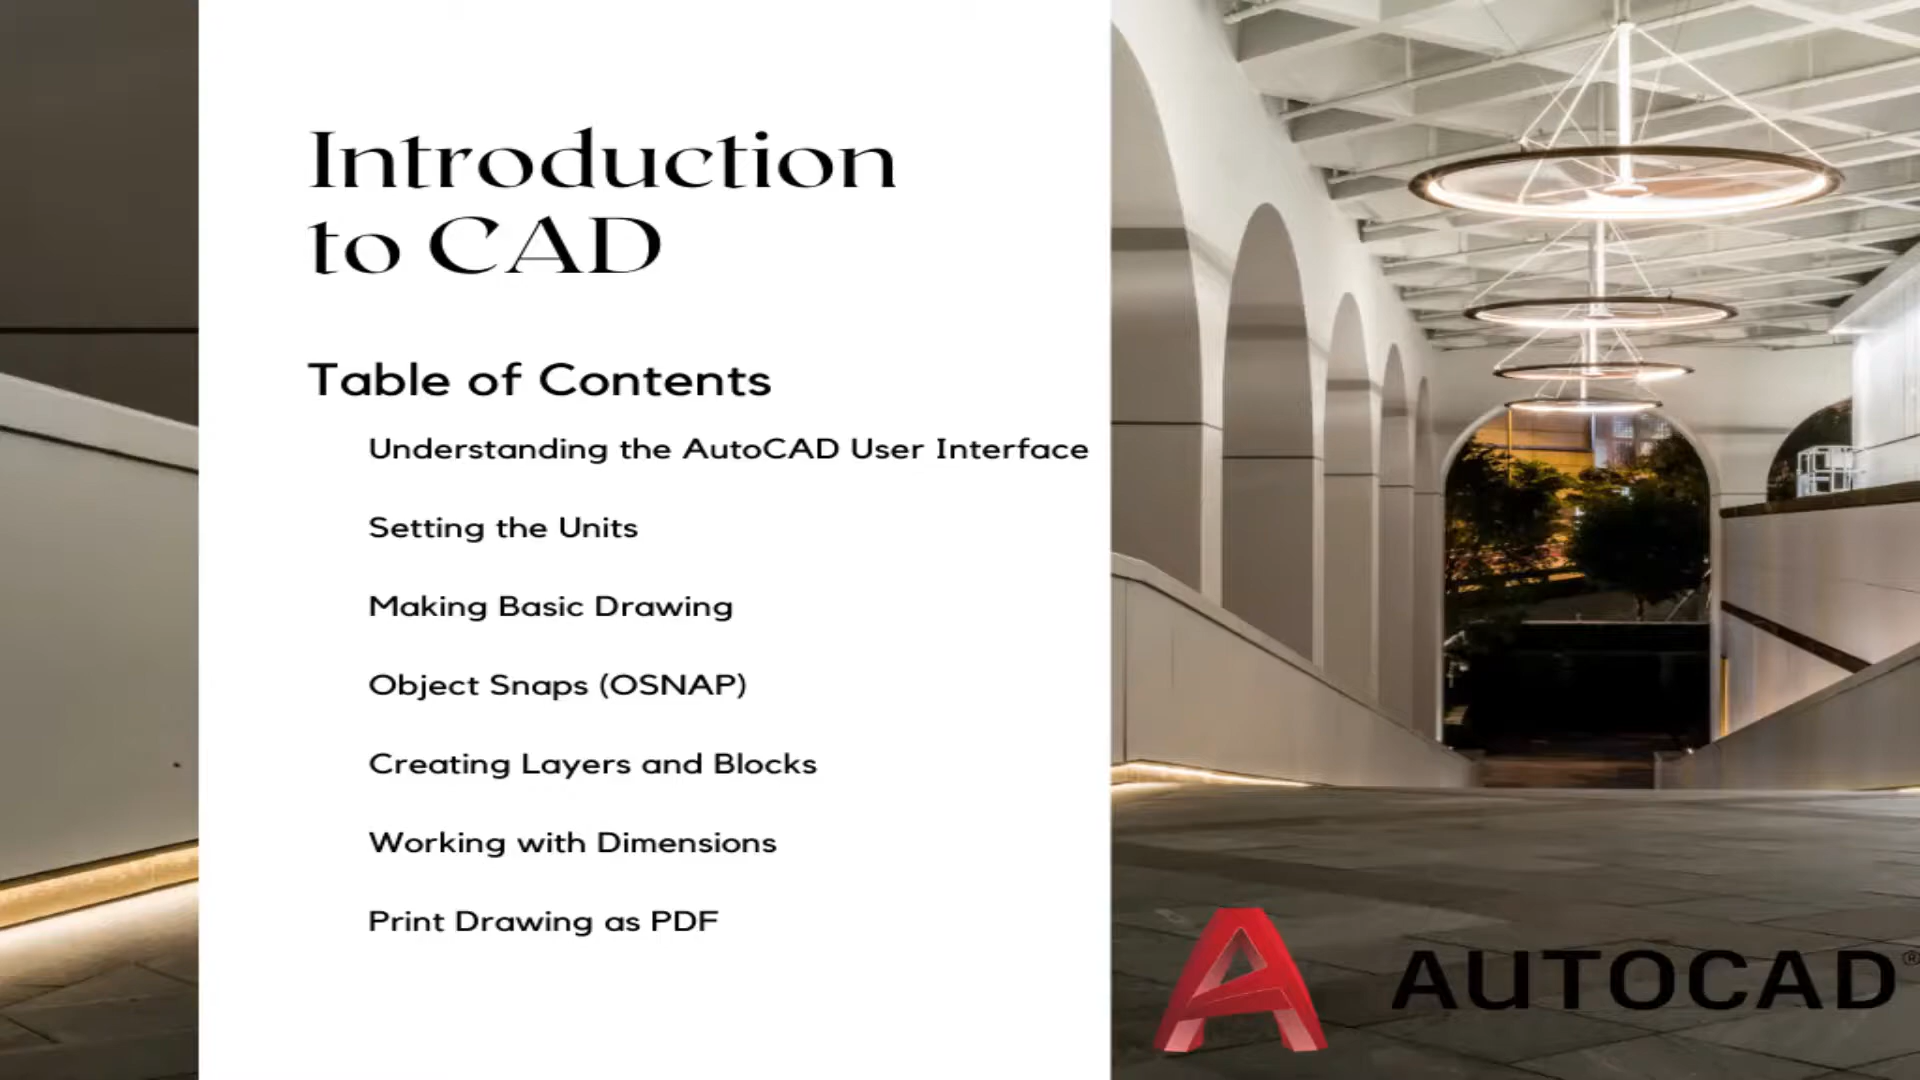 Introduction
to CAD
Table of Contents
Understanding the AutoCAD User Interface
Setting the Units
Making Basic Drawing
Object Snaps (OSNAP)
Creating Layers and Blocks
Working with Dimensions
Print Drawing as PDF
AUTOCAD®